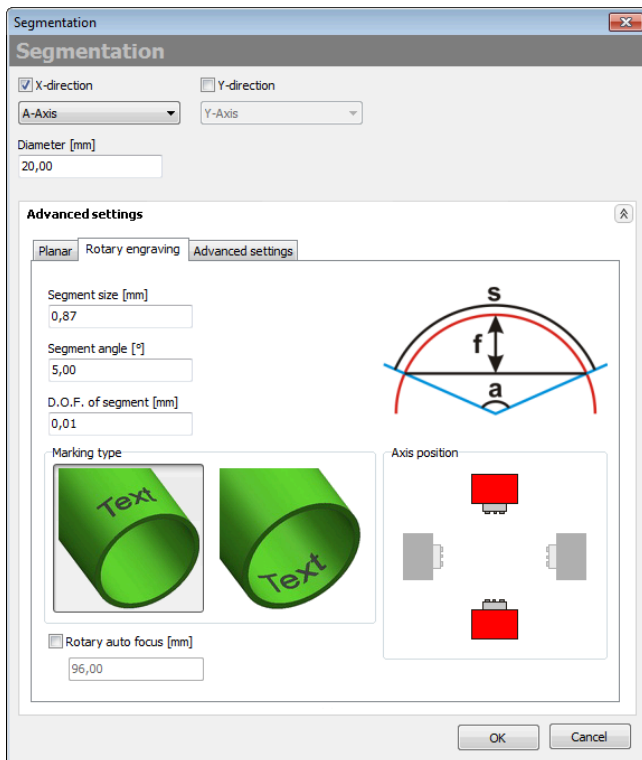 Segmentation
Segmentation
X-direction Y-direction
A-Axis Y-Axis
Diameter [mm]
20,00
Advanced settings
Planar Rotary engraving Advanced settings
Segment size [mm]
0,87
Segment angle [°]
5,00
D.O.F. of segment [mm]
0,01
s
f
a
Marking type
Text
Text
Axis position
Rotary auto focus [mm]
96,00
OK Cancel